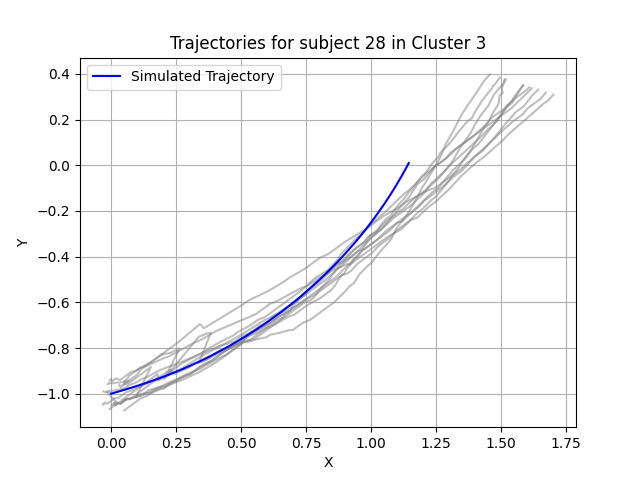 Trajectories for subject 28 in Cluster 3
Simulated Trajectory
Y
0.4
0.2
0.0
−0.2
−0.4
−0.6
−0.8
−1.0
0.00 0.25 0.50 0.75 1.00 1.25 1.50 1.75
X